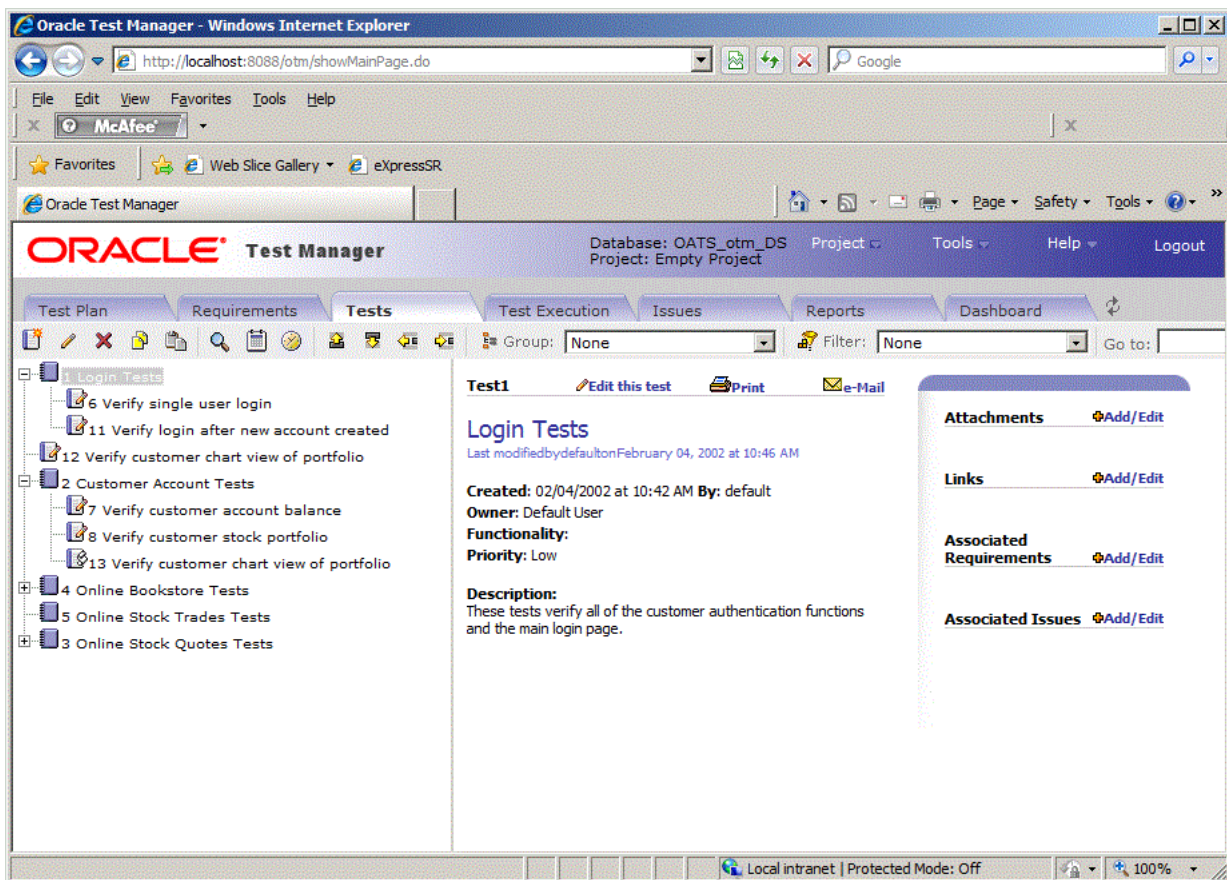 Oracle Test Manager - Windows Internet Explorer
http://localhost:8088/otm/showMainPage.do
Google
File Edit View Favorites Tools Help
McAfee
Favorites Web Slice Gallery eXpressSR
Oracle Test Manager
Page Safety Tools »
ORACLE Test Manager
Database: OATS_otm_DS
Project: Empty Project
Project Tools Help Logout
Test Plan Requirements Tests Test Execution Issues Reports Dashboard
Group: None Filter: None Go to:
1 Login Tests
6 Verify single user login
11 Verify login after new account created
12 Verify customer chart view of portfolio
2 Customer Account Tests
7 Verify customer account balance
8 Verify customer stock portfolio
13 Verify customer chart view of portfolio
4 Online Bookstore Tests
5 Online Stock Trades Tests
3 Online Stock Quotes Tests
Test1 Edit this test Print e-Mail
Login Tests
Last modifiedbydefaultonFebruary 04, 2002 at 10:46 AM
Created: 02/04/2002 at 10:42 AM By: default
Owner: Default User
Functionality:
Priority: Low
Description:
These tests verify all of the customer authentication functions
and the main login page.
Attachments Add/Edit
Links Add/Edit
Associated
Requirements Add/Edit
Associated Issues Add/Edit
Local intranet | Protected Mode: Off 100%